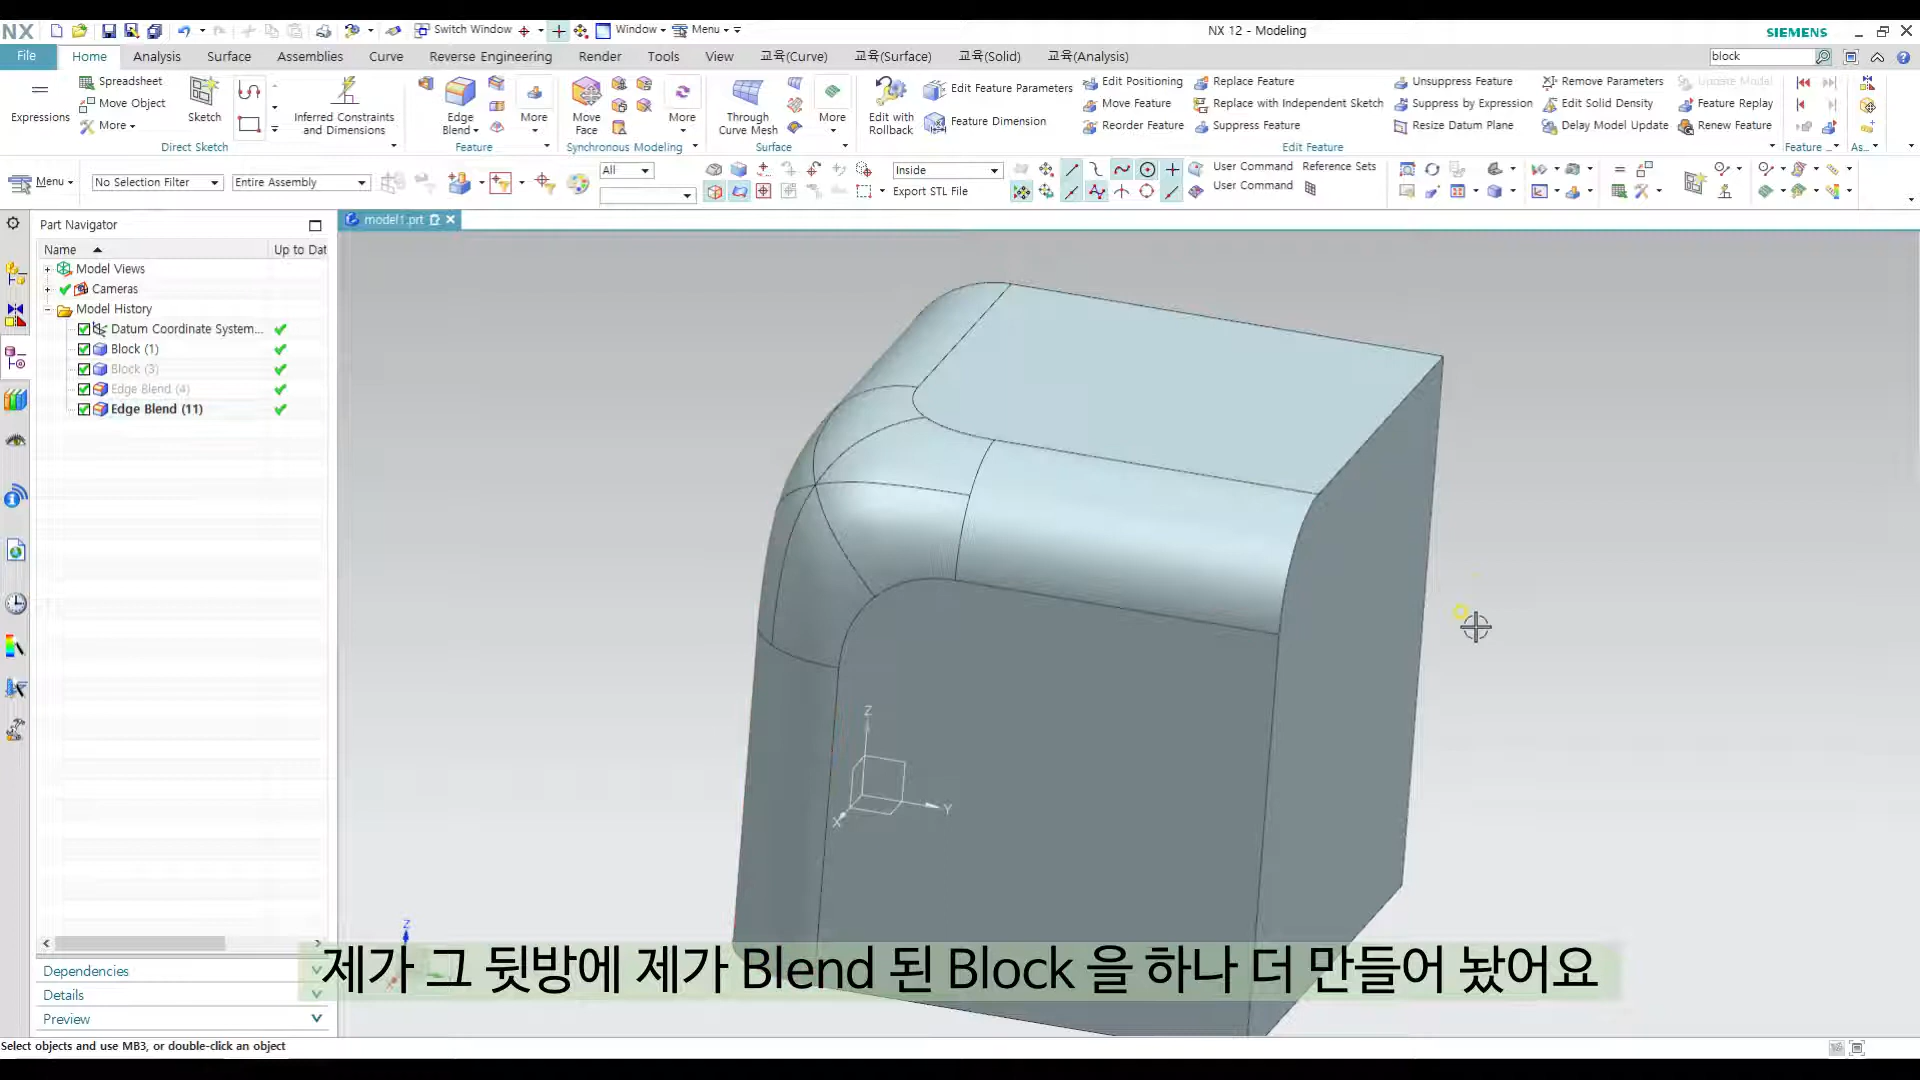 NX
Switch Window
Window
Menu
NX 12 - Modeling
SIEMENS
File
Home
Analysis
Surface
Assemblies
Curve
Reverse Engineering
Render
Tools
View
교육(Curve)
교육(Surface)
교육(Solid)
교육(Analysis)
block
Expressions
Spreadsheet
Move Object
More
Sketch
Inferred Constraints
and Dimensions
Direct Sketch
Edge
Blend
More
Feature
Move
Face
More
Synchronous Modeling
Through
Curve Mesh
More
Surface
Edit with
Rollback
Edit Feature Parameters
Feature Dimension
Edit Positioning
Move Feature
Reorder Feature
Replace Feature
Replace with Independent Sketch
Suppress Feature
Unsuppress Feature
Suppress by Expression
Resize Datum Plane
Remove Parameters
Edit Solid Density
Delay Model Update
Update Model
Feature Replay
Renew Feature
Edit Feature
Feature ...
As...
Menu
No Selection Filter
Entire Assembly
All
Inside
Export STL File
User Command
User Command
Reference Sets
Part Navigator
model1.prt
Name
Up to Dat
Model Views
Cameras
Model History
Datum Coordinate System...
Block (1)
Block (3)
Edge Blend (4)
Edge Blend (11)
Z
Y
X
Z
제가 그 뒷방에 제가 Blend 된 Block 을 하나 더 만들어 놨어요
Dependencies
Details
Preview
Select objects and use MB3, or double-click an object